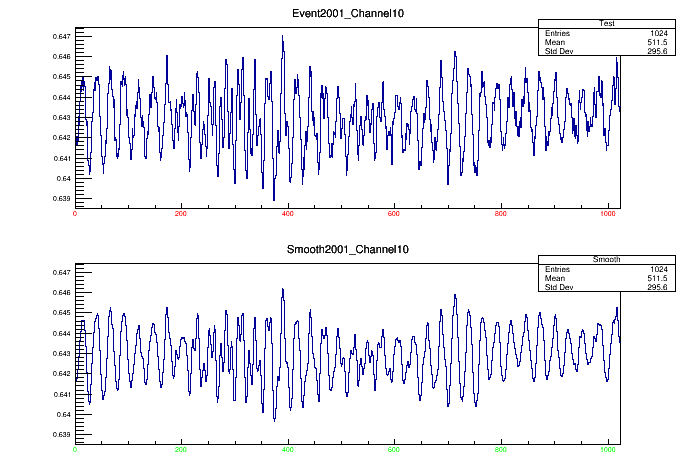 Event2001_Channel10
Test
Entries 1024
Mean 511.5
Std Dev 295.6
0.647
0.646
0.645
0.644
0.643
0.642
0.641
0.64
0.639
0 200 400 600 800 1000
Smooth2001_Channel10
Smooth
Entries 1024
Mean 511.5
Std Dev 295.6
0.647
0.646
0.645
0.644
0.643
0.642
0.641
0.64
0.639
0 200 400 600 800 1000